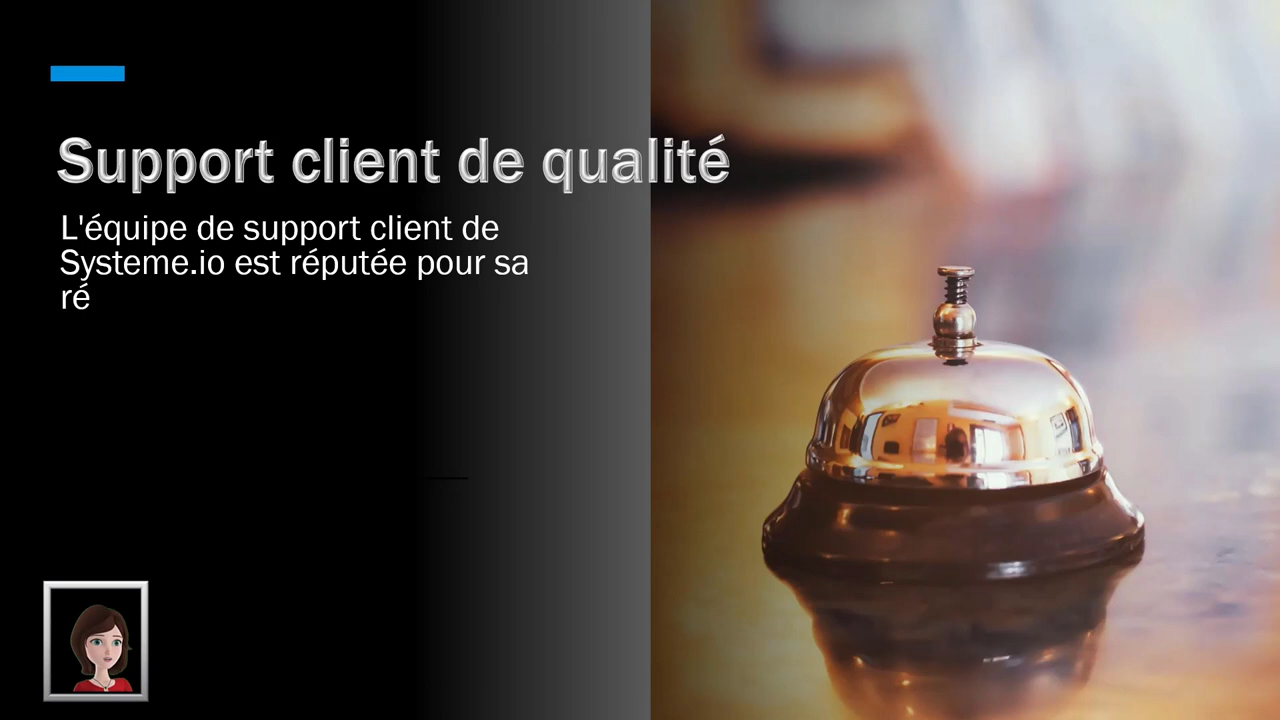 Support client de qualité
L'équipe de support client de
Systeme.io est réputée pour sa
ré